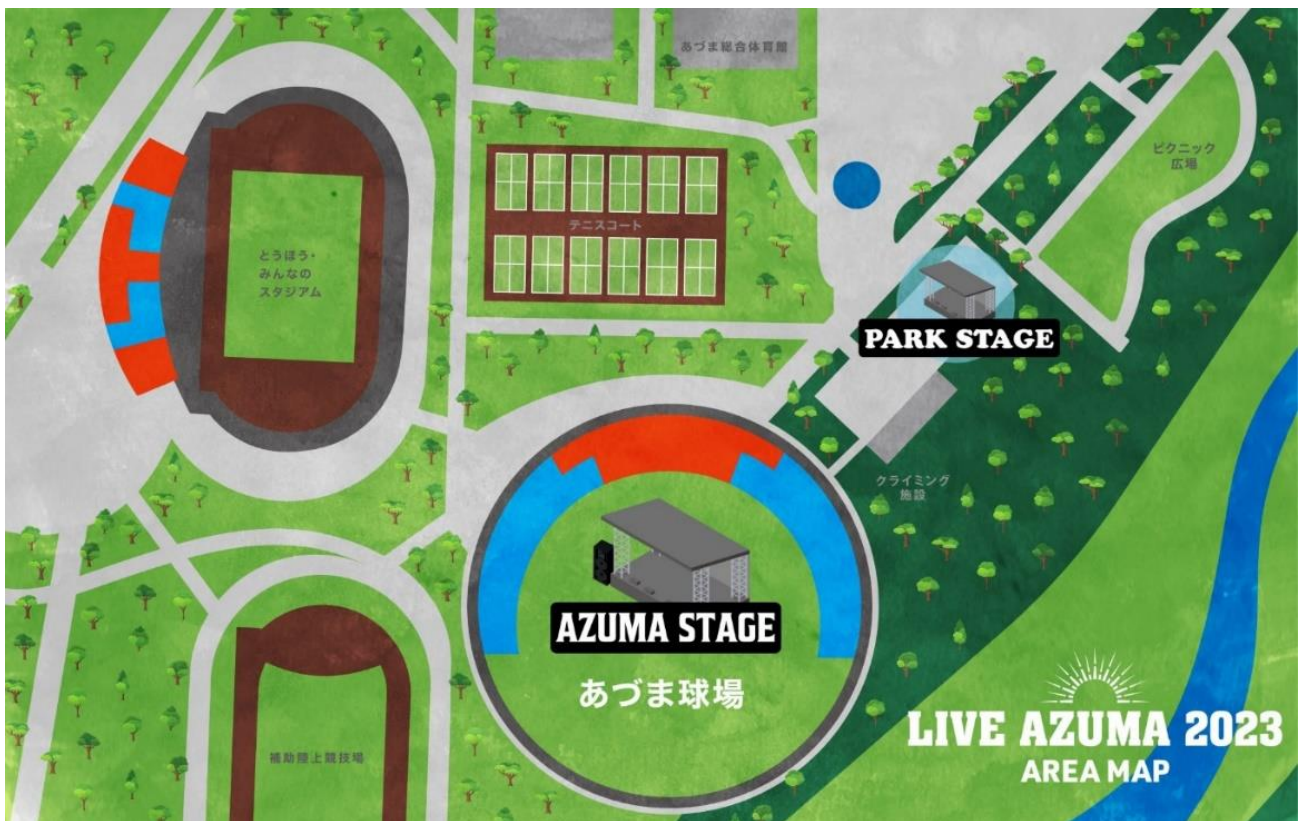 あづま総合体育館
ピクニック
広場
テニスコート
とうほう・
みんなの
スタジアム
PARK STAGE
クライミング
施設
AZUMA STAGE
あづま球場
補助陸上競技場
LIVE AZUMA 2023
AREA MAP